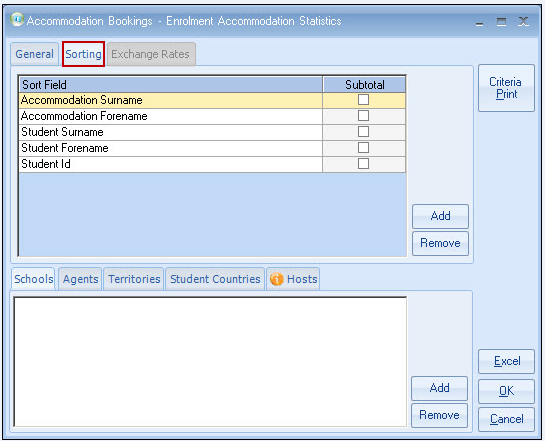 Accommodation Bookings - Enrolment Accommodation Statistics
General Sorting Exchange Rates
Sort Field Subtotal
Accommodation Surname
Accommodation Forename
Student Surname
Student Forename
Student Id
Criteria
Print
Add
Remove
Schools Agents Territories Student Countries Hosts
Add
Remove
Excel
OK
Cancel